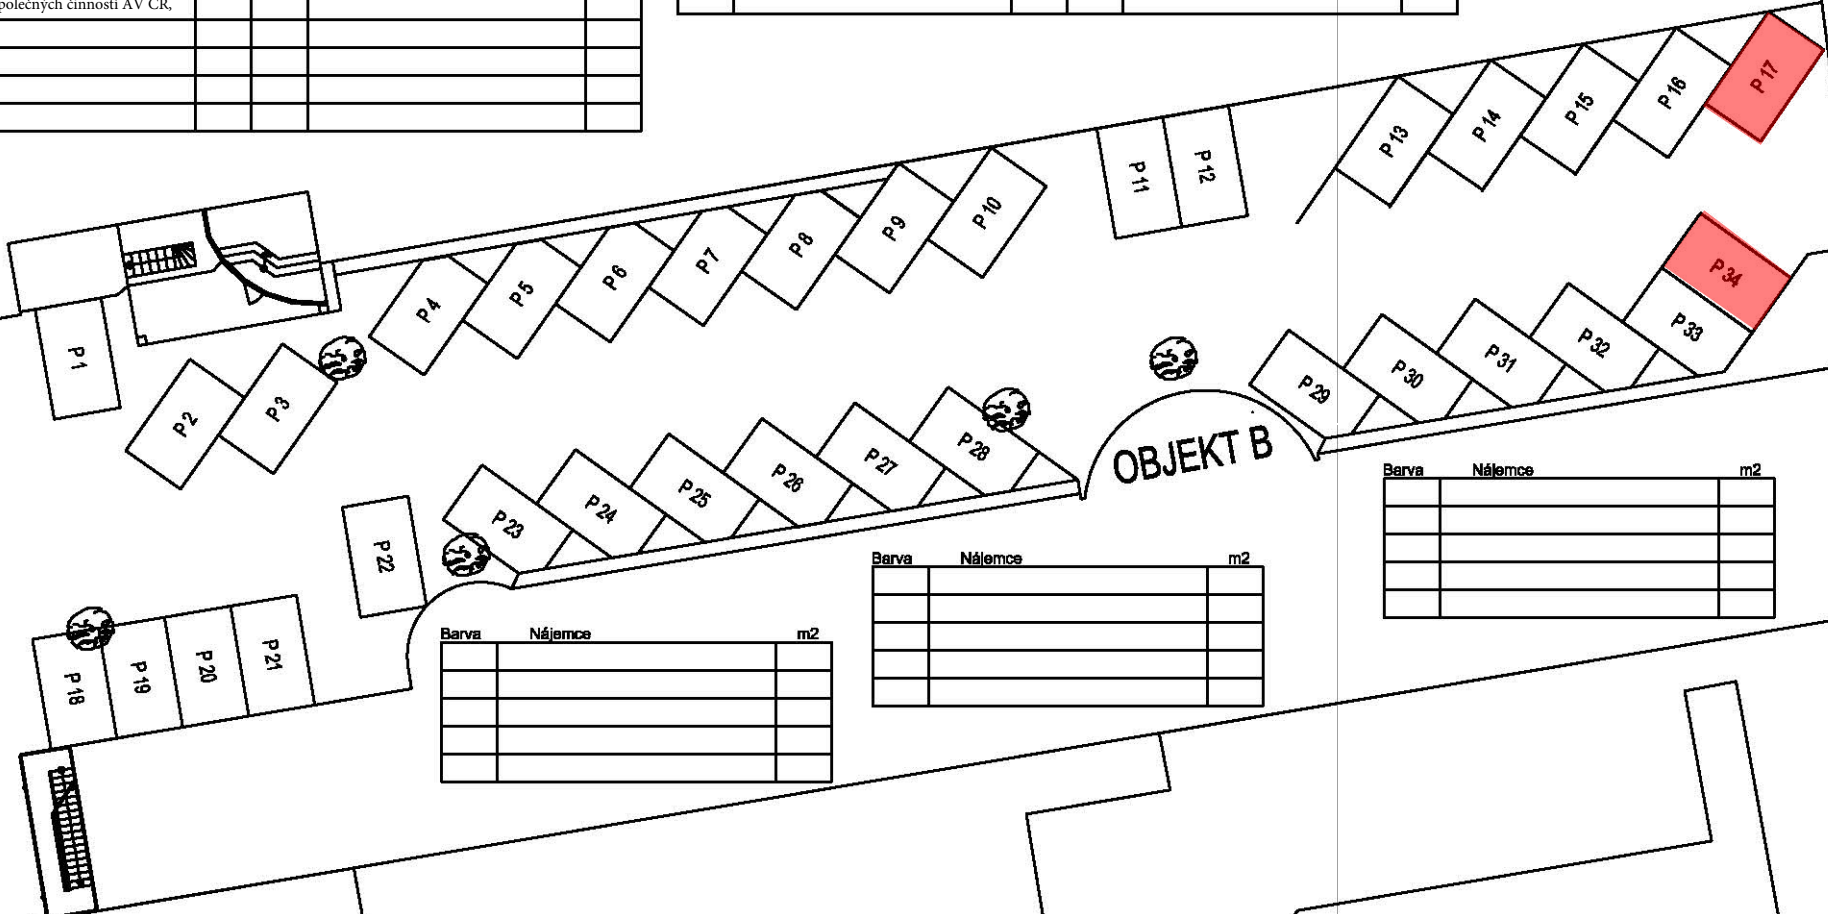 polečných činností AV ČR,
P 17
P 16
P 15
P 14
P 13
P 12
P 11
P 10
P 9
P 8
P 7
P 6
P 5
P 4
P 1
P 2
P 3
P 34
P 33
P 32
P 31
P 30
P 29
P 28
P 27
P 26
P 25
P 24
P 23
P 22
OBJEKT B
P 21
P 20
P 19
P 18
Barva Nájemce m2
Barva Nájemce m2
Barva Nájemce m2